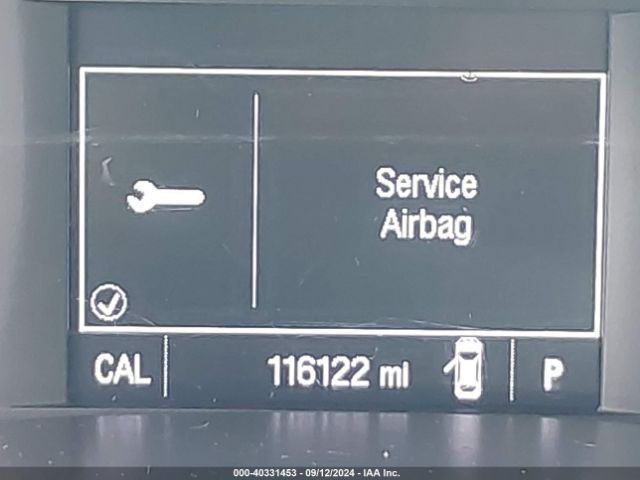 Service
Airbag
CAL 116122 mi P
000-40331453 - 09/12/2024 - IAA Inc.